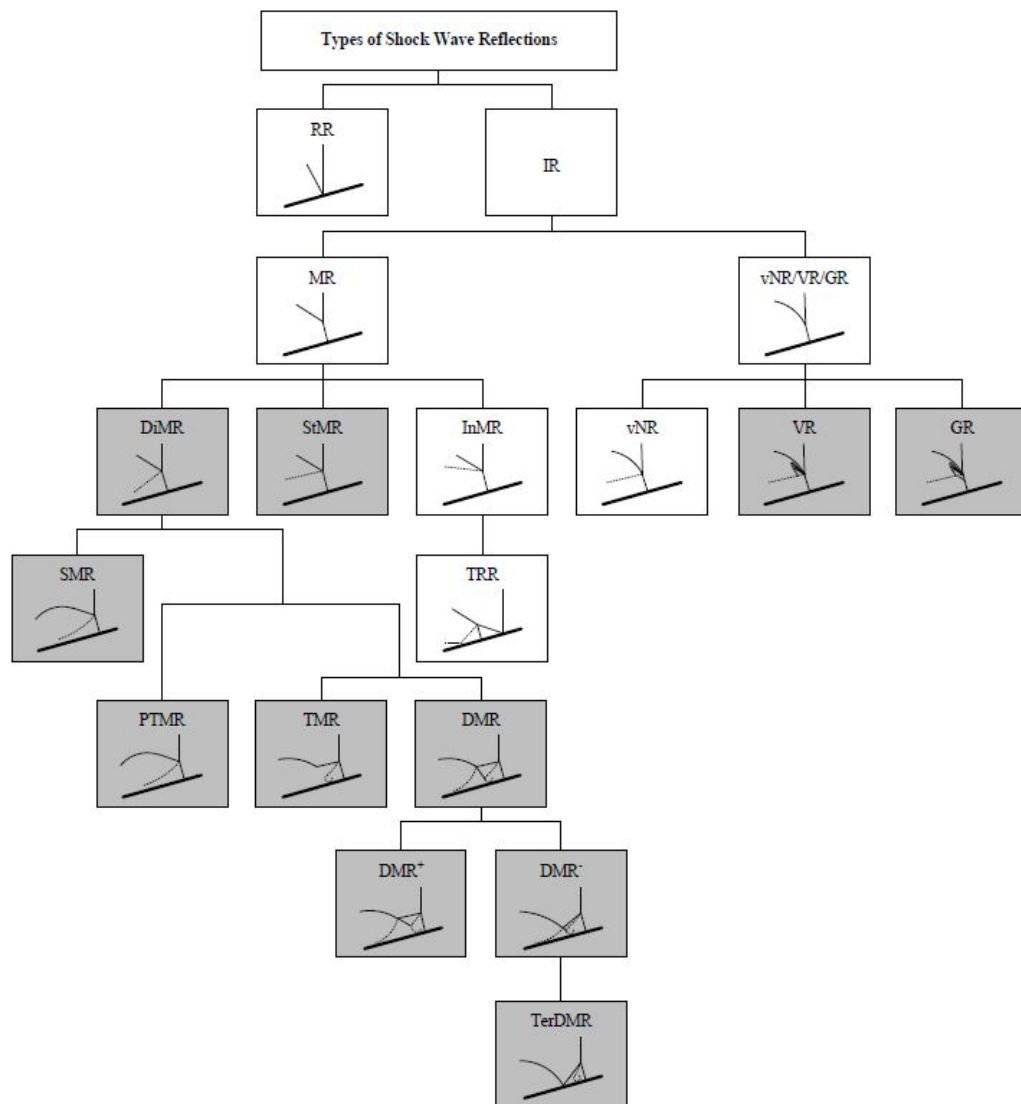 Types of Shock Wave Reflections
RR
IR
MR
vNR/VR/GR
DiMR
StMR
InMR
vNR
VR
GR
SMR
TRR
PTMR
TMR
DMR
DMR⁺
DMR⁻
TerDMR